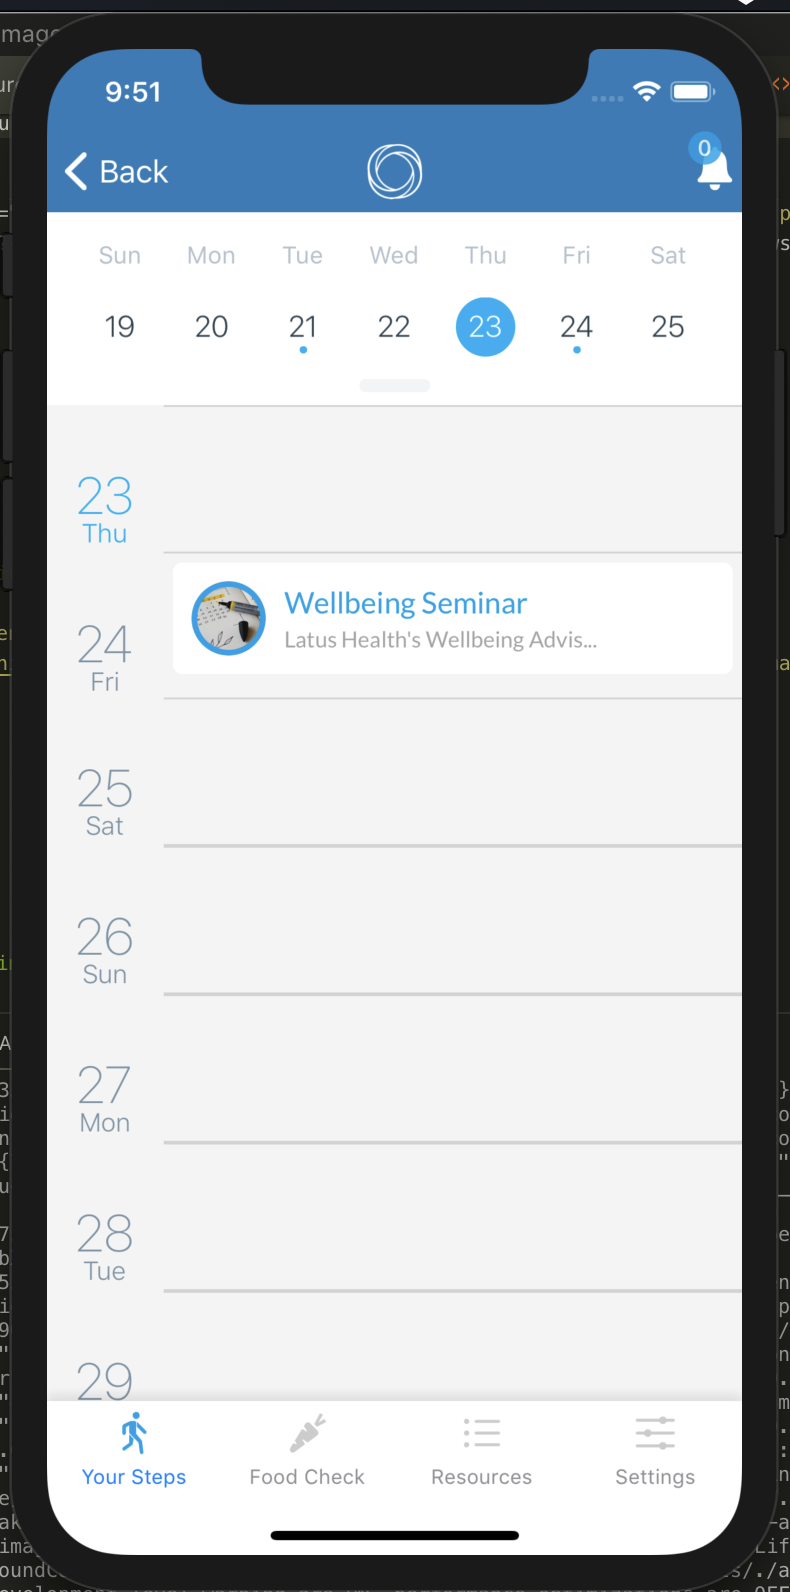 9:51
Back
0
Sun Mon Tue Wed Thu Fri Sat
19 20 21 22 23 24 25
23
Thu
Wellbeing Seminar
Latus Health's Wellbeing Advis...
24
Fri
25
Sat
26
Sun
27
Mon
28
Tue
29
Your Steps Food Check Resources Settings